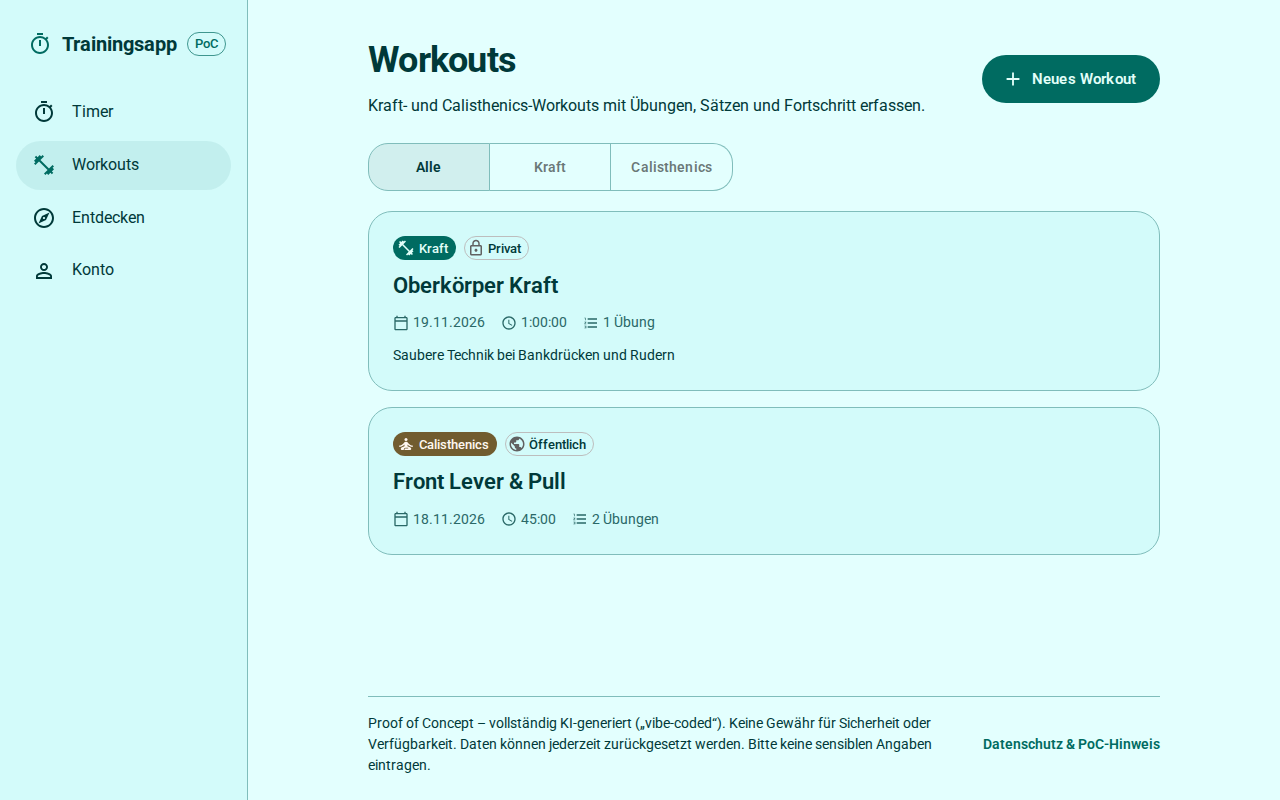 Trainingsapp PoC
Timer
Workouts
Entdecken
Konto
Workouts
Kraft- und Calisthenics-Workouts mit Übungen, Sätzen und Fortschritt erfassen.
Neues Workout
Alle Kraft Calisthenics
Kraft Privat
Oberkörper Kraft
19.11.2026 1:00:00 1 Übung
Saubere Technik bei Bankdrücken und Rudern
Calisthenics Öffentlich
Front Lever & Pull
18.11.2026 45:00 2 Übungen
Proof of Concept – vollständig KI-generiert („vibe-coded“). Keine Gewähr für Sicherheit oder
Verfügbarkeit. Daten können jederzeit zurückgesetzt werden. Bitte keine sensiblen Angaben
eintragen.
Datenschutz & PoC-Hinweis